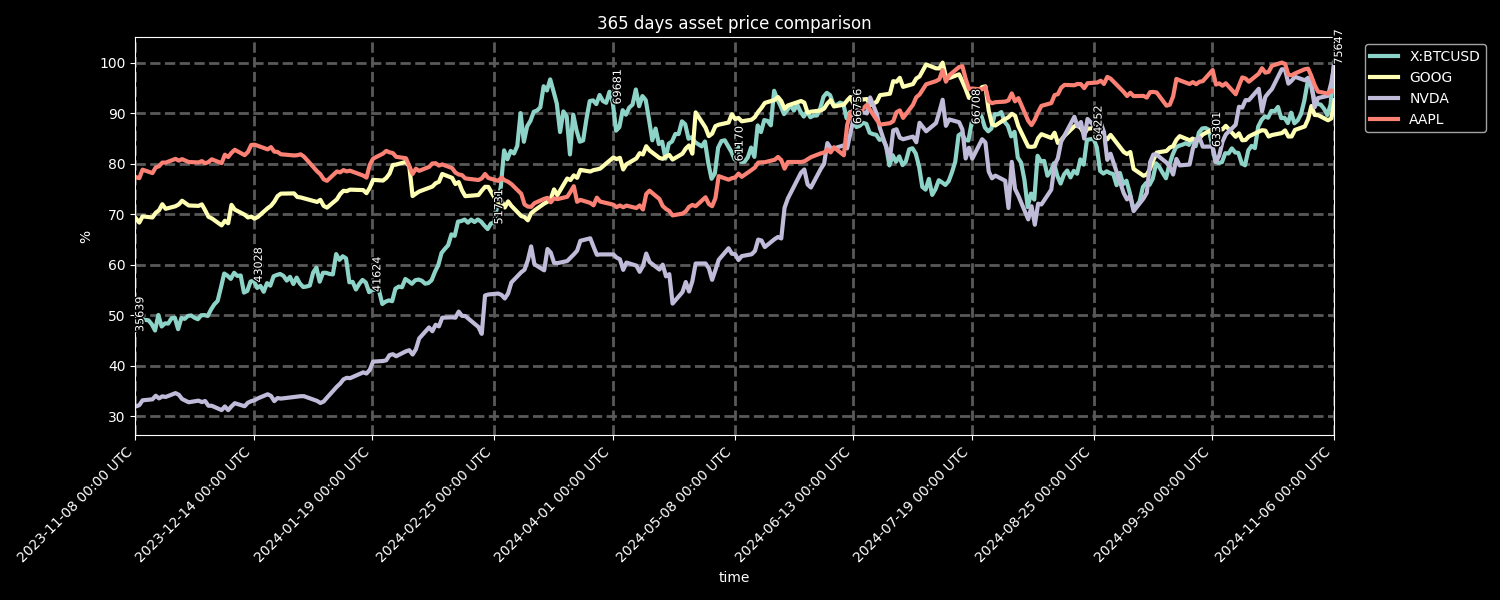 365 days asset price comparison
X:BTCUSD
GOOG
NVDA
AAPL
%
100
90
80
70
60
50
40
30
35639
43028
41624
51731
69681
61170
66756
66708
64252
63301
75647
2023-11-08 00:00 UTC
2023-12-14 00:00 UTC
2024-01-19 00:00 UTC
2024-02-25 00:00 UTC
2024-04-01 00:00 UTC
2024-05-08 00:00 UTC
2024-06-13 00:00 UTC
2024-07-19 00:00 UTC
2024-08-25 00:00 UTC
2024-09-30 00:00 UTC
2024-11-06 00:00 UTC
time